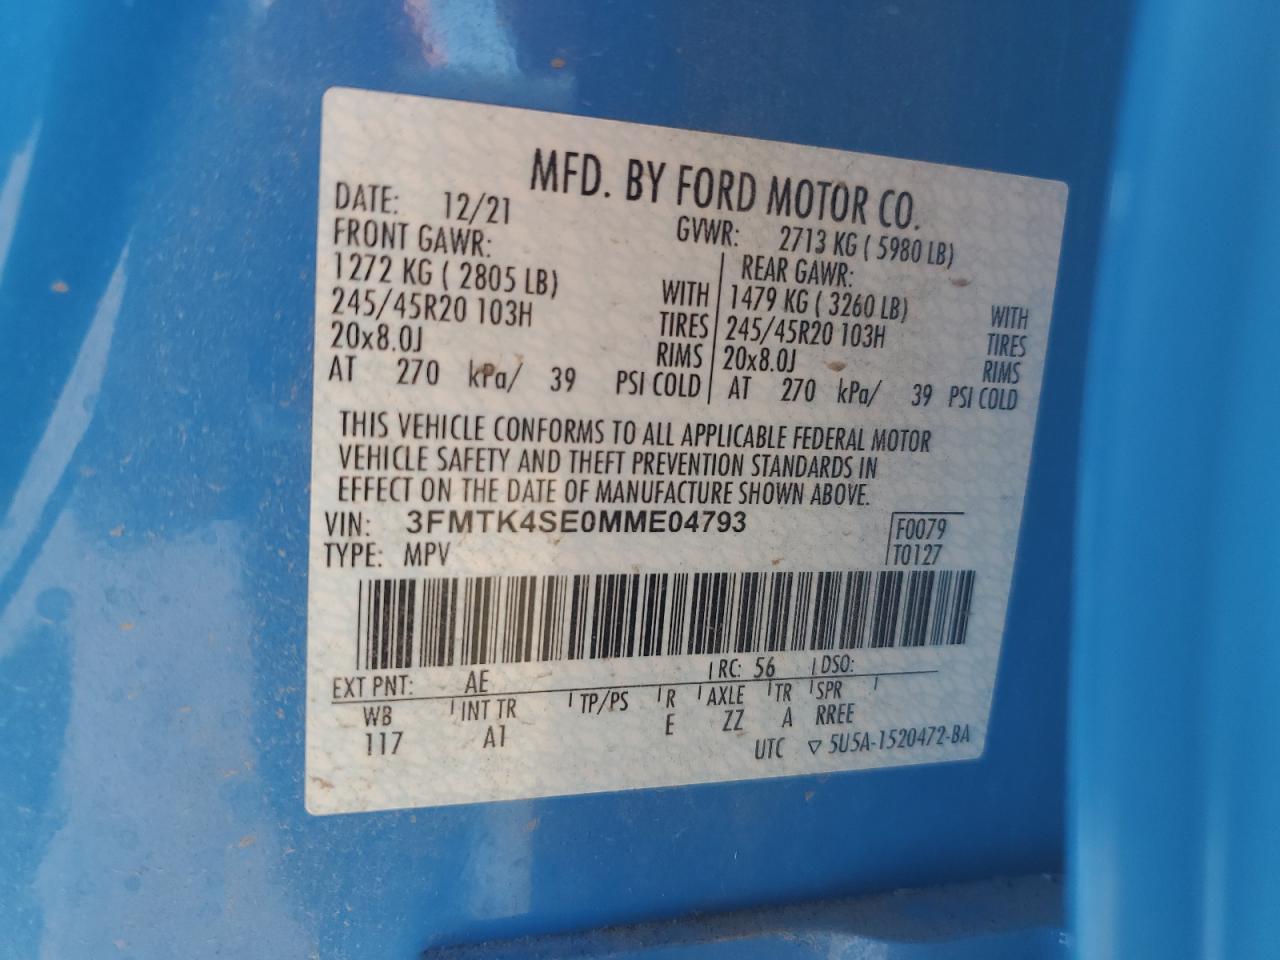 MFD. BY FORD MOTOR CO.
DATE: 12/21
GVWR: 2713 KG ( 5980 LB)
FRONT GAWR:
REAR GAWR:
1272 KG ( 2805 LB) WITH
1479 KG ( 3260 LB) WITH
245/45R20 103H TIRES
245/45R20 103H TIRES
20x8.0J RIMS
20x8.0J RIMS
AT 270 kPa/ 39 PSI COLD
AT 270 kPa/ 39 PSI COLD
THIS VEHICLE CONFORMS TO ALL APPLICABLE FEDERAL MOTOR
VEHICLE SAFETY AND THEFT PREVENTION STANDARDS IN
EFFECT ON THE DATE OF MANUFACTURE SHOWN ABOVE.
VIN: 3FMTK4SE0MME04793
F0079
TYPE: MPV
T0127
EXT PNT: AE RC: 56 DSO:
WB INT TR TP/PS R AXLE TR SPR
117 A1 E ZZ A RREE
UTC ▽ 5U5A-1520472-BA